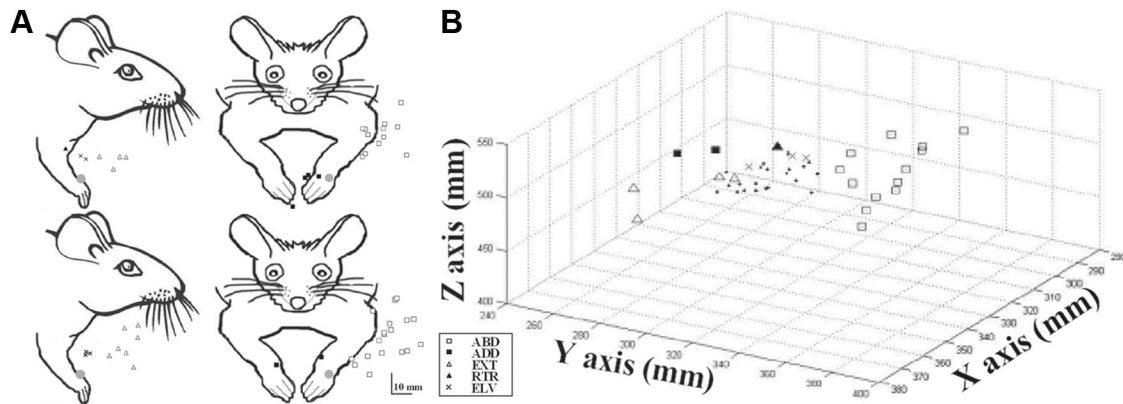 A
B
10 mm
□ ABD
■ ADD
△ EXT
▲ RTR
× ELV
Z axis (mm)
550
500
450
400
Y axis (mm)
240
260
280
300
320
340
360
380
400
X axis (mm)
280
290
300
310
320
330
340
350
360
370
380